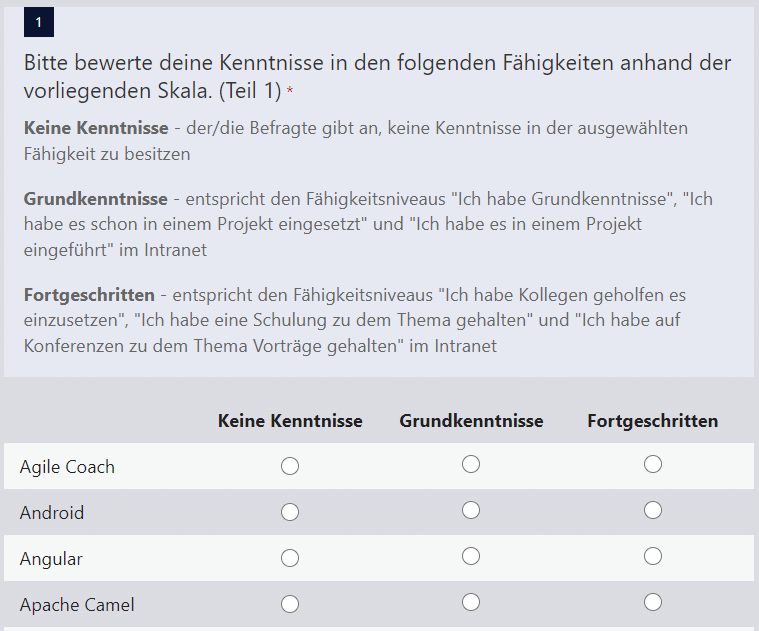 1
Bitte bewerte deine Kenntnisse in den folgenden Fähigkeiten anhand der
vorliegenden Skala. (Teil 1) *
Keine Kenntnisse - der/die Befragte gibt an, keine Kenntnisse in der ausgewählten
Fähigkeit zu besitzen
Grundkenntnisse - entspricht den Fähigkeitsniveaus "Ich habe Grundkenntnisse", "Ich
habe es schon in einem Projekt eingesetzt" und "Ich habe es in einem Projekt
eingeführt" im Intranet
Fortgeschritten - entspricht den Fähigkeitsniveaus "Ich habe Kollegen geholfen es
einzusetzen", "Ich habe eine Schulung zu dem Thema gehalten" und "Ich habe auf
Konferenzen zu dem Thema Vorträge gehalten" im Intranet
Keine Kenntnisse Grundkenntnisse Fortgeschritten
Agile Coach
Android
Angular
Apache Camel